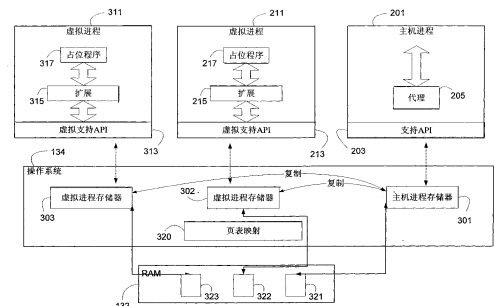 311
211
201
虚拟进程
虚拟进程
主机进程
317
占位程序
217
占位程序
315
扩展
215
扩展
代理
205
虚拟支持API
虚拟支持API
支持API
134
313
213
203
操作系统
复制
302
复制
虚拟进程存储器
虚拟进程存储器
主机进程存储器
303
301
320
页表映射
RAM
132
323
322
321